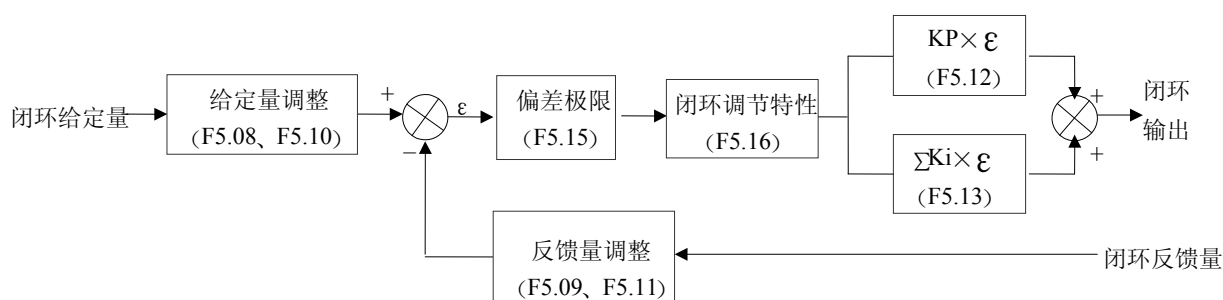 闭环给定量
给定量调整
(F5.08、F5.10)
+
−
ε
偏差极限
(F5.15)
闭环调节特性
(F5.16)
KP×ε
(F5.12)
∑Ki×ε
(F5.13)
+
+
闭环
输出
反馈量调整
(F5.09、F5.11)
闭环反馈量